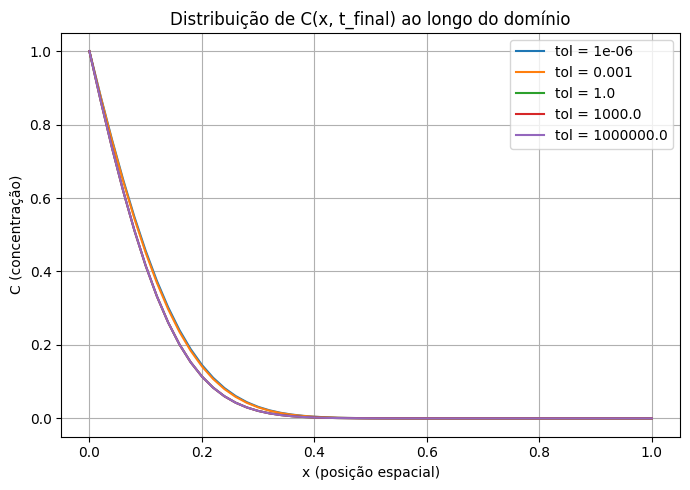 Distribuição de C(x, t_final) ao longo do domínio
C (concentração)
1.0
0.8
0.6
0.4
0.2
0.0
tol = 1e-06
tol = 0.001
tol = 1.0
tol = 1000.0
tol = 1000000.0
0.0 0.2 0.4 0.6 0.8 1.0
x (posição espacial)